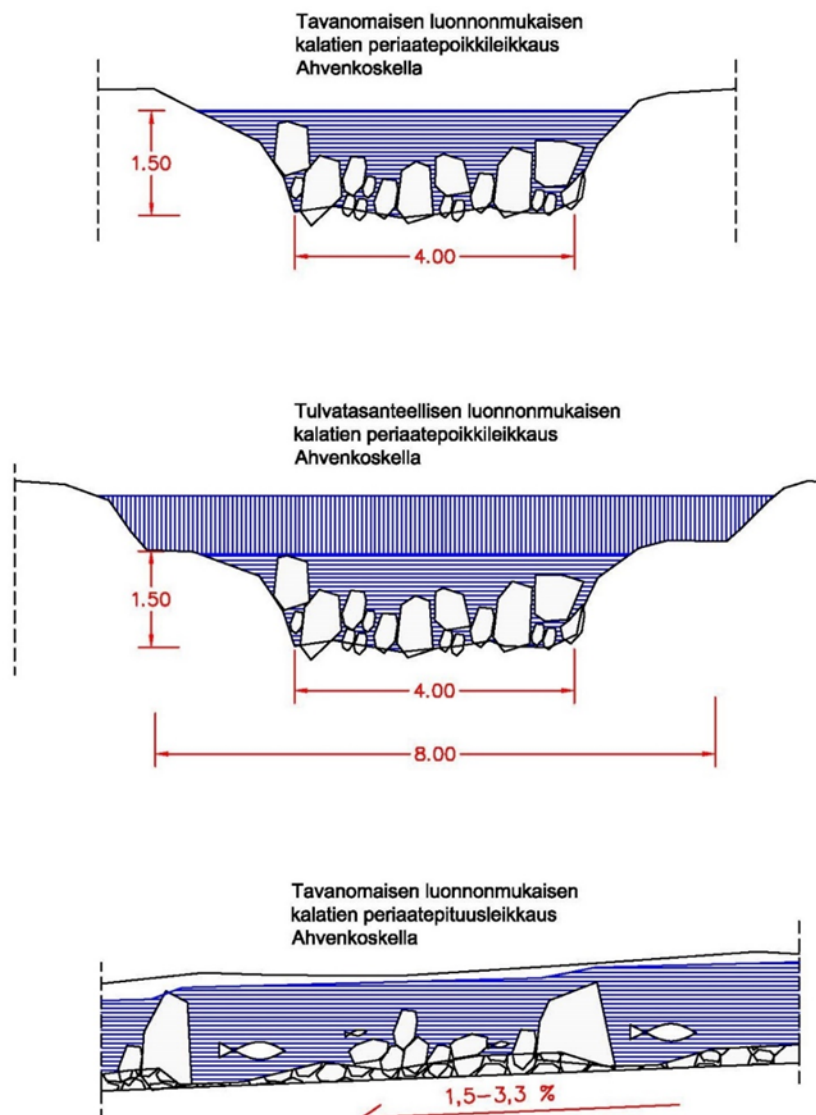 Tavanomaisen luonnonmukaisen
kalatien periaatepoikkileikkaus
Ahvenkoskella
1.50
4.00
Tulvatasanteellisen luonnonmukaisen
kalatien periaatepoikkileikkaus
Ahvenkoskella
1.50
4.00
8.00
Tavanomaisen luonnonmukaisen
kalatien periaatepituusleikkaus
Ahvenkoskella
1,5-3,3 %